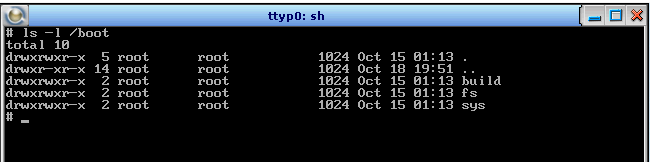 ttyp0: sh
# ls -l /boot
total 10
drwxrwxr-x 5 root root 1024 Oct 15 01:13 .
drwxr-xr-x 14 root root 1024 Oct 18 19:51 ..
drwxrwxr-x 2 root root 1024 Oct 15 01:13 build
drwxrwxr-x 2 root root 1024 Oct 15 01:13 fs
drwxrwxr-x 2 root root 1024 Oct 15 01:13 sys
# _